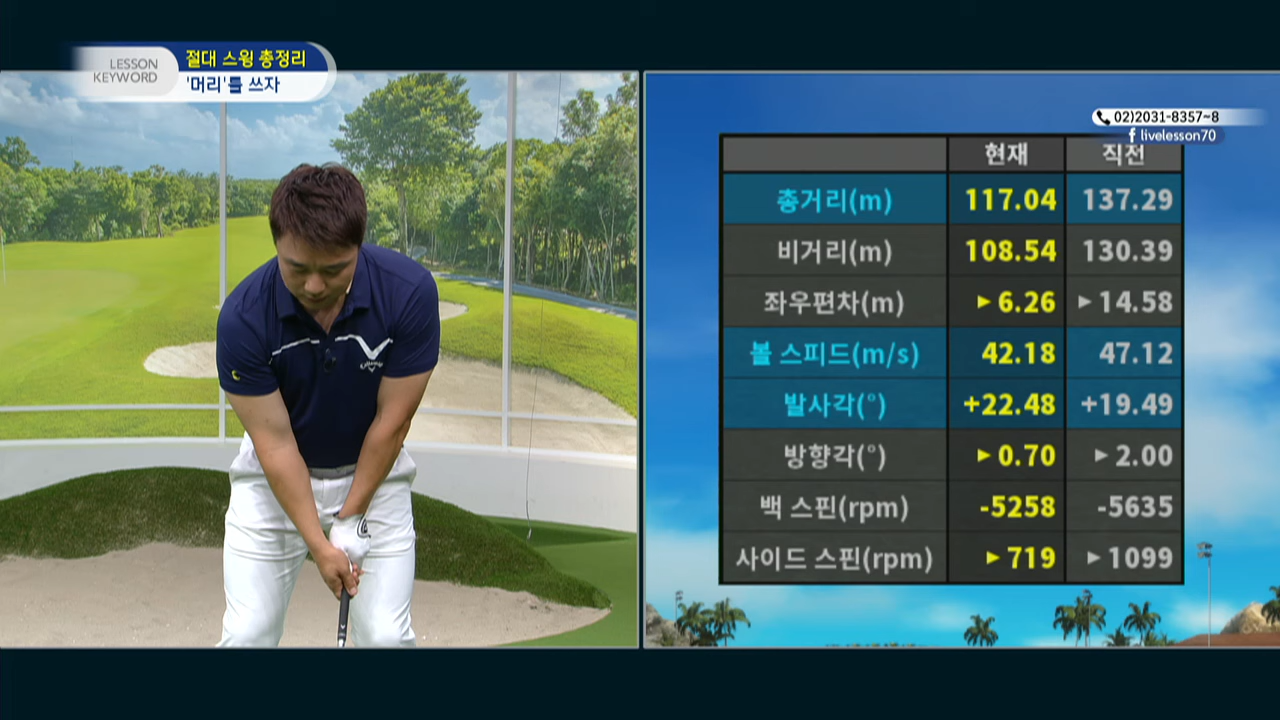 LESSON
KEYWORD
절대 스윙 총정리
'머리'를 쓰자
02)2031-8357~8
livelesson70
현재 직전
총거리(m) 117.04 137.29
비거리(m) 108.54 130.39
좌우편차(m) ▶6.26 ▶14.58
볼 스피드(m/s) 42.18 47.12
발사각(°) +22.48 +19.49
방향각(°) ▶0.70 ▶2.00
백 스핀(rpm) -5258 -5635
사이드 스핀(rpm) ▶719 ▶1099
Callaway